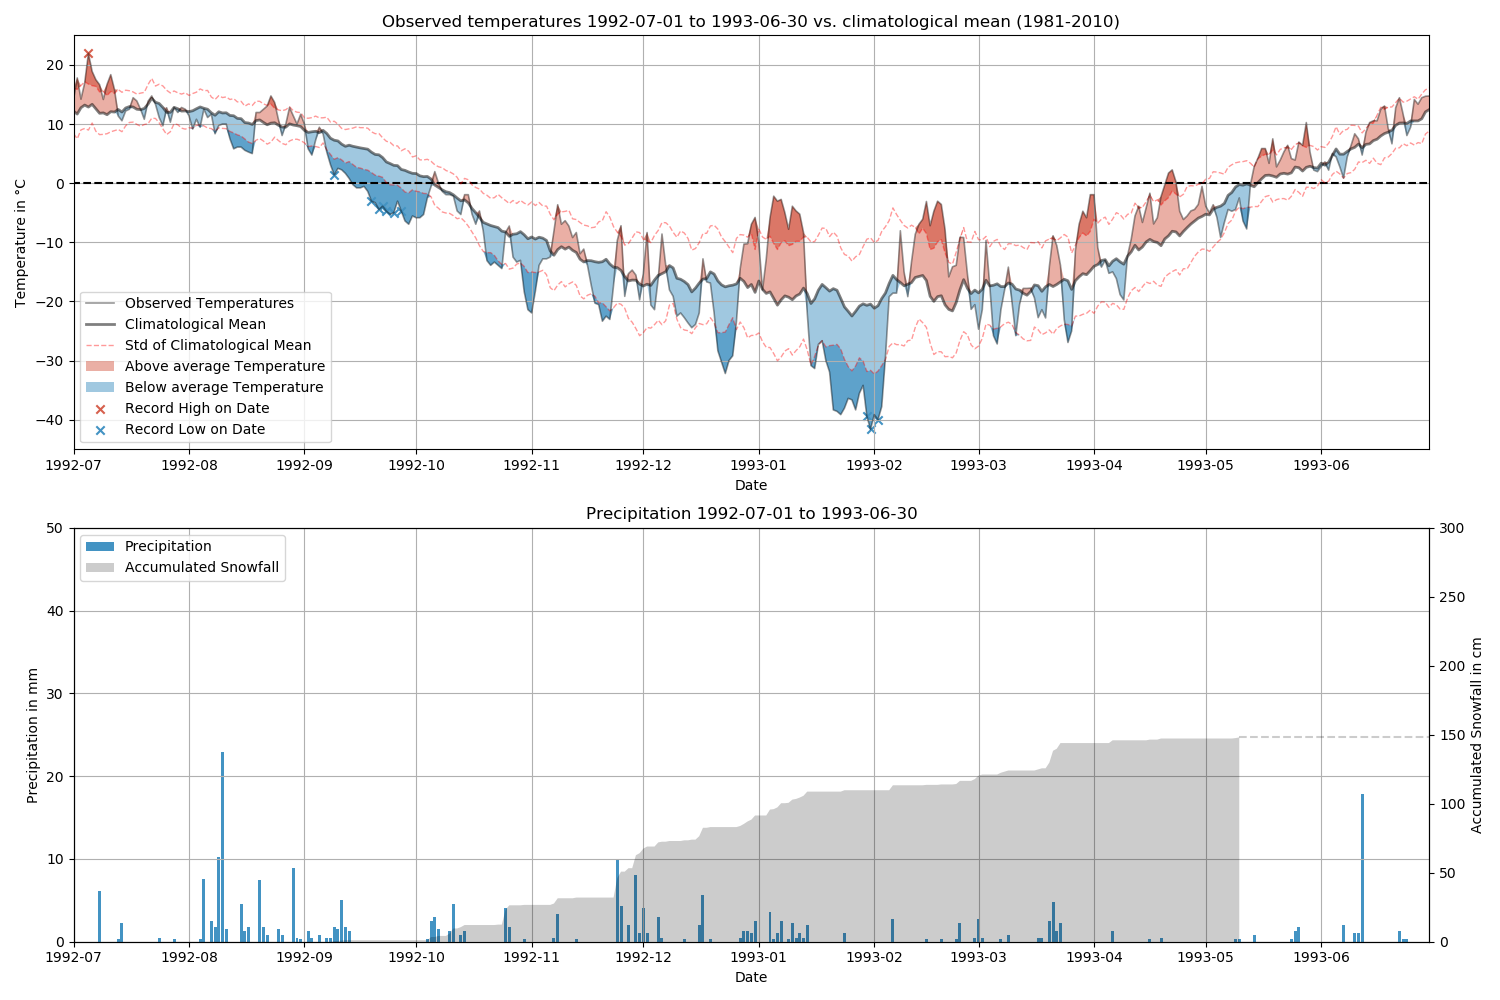 Observed temperatures 1992-07-01 to 1993-06-30 vs. climatological mean (1981-2010)
20
10
0
−10
−20
−30
−40
Temperature in °C
Observed Temperatures
Climatological Mean
Std of Climatological Mean
Above average Temperature
Below average Temperature
Record High on Date
Record Low on Date
1992-07 1992-08 1992-09 1992-10 1992-11 1992-12 1993-01 1993-02 1993-03 1993-04 1993-05 1993-06
Date
Precipitation 1992-07-01 to 1993-06-30
50
40
30
20
10
0
Precipitation in mm
Precipitation
Accumulated Snowfall
300
250
200
150
100
50
0
Accumulated Snowfall in cm
1992-07 1992-08 1992-09 1992-10 1992-11 1992-12 1993-01 1993-02 1993-03 1993-04 1993-05 1993-06
Date